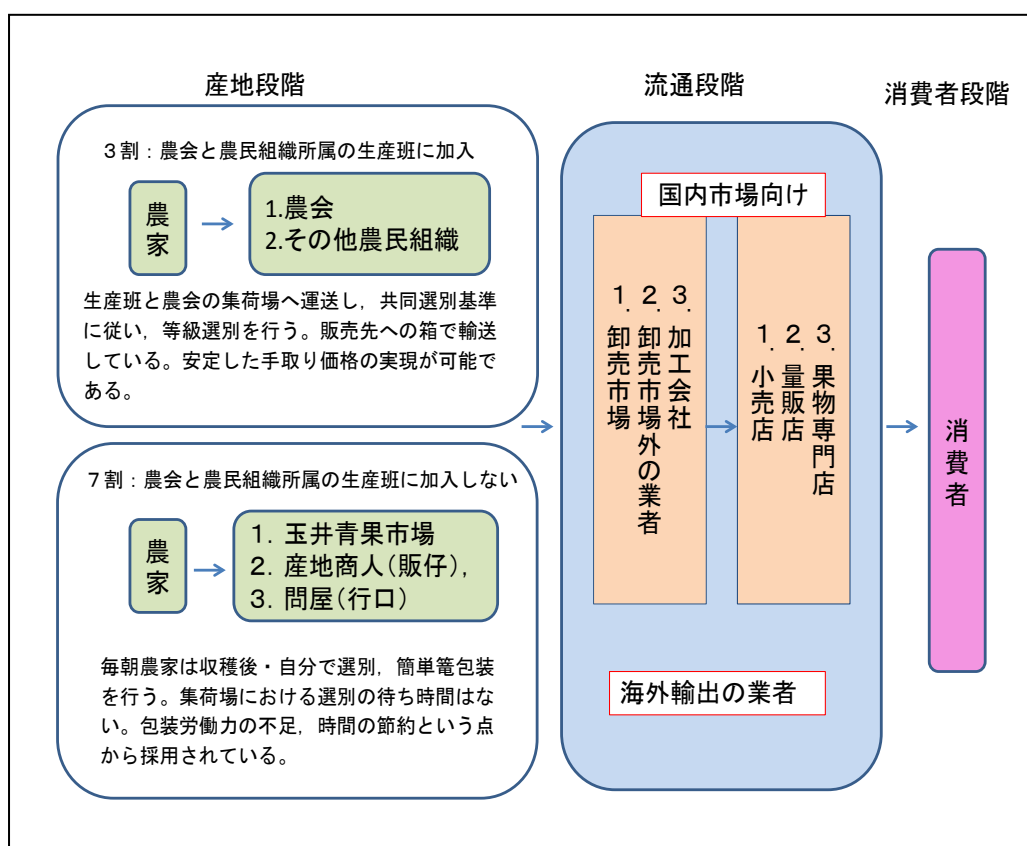 産地段階
流通段階
消費者段階
3割：農会と農民組織所属の生産班に加入
農家
1.農会
2.その他農民組織
生産班と農会の集荷場へ運送し，共同選別基準
に従い，等級選別を行う。販売先への箱で輸送
している。安定した手取り価格の実現が可能で
ある。
7割：農会と農民組織所属の生産班に加入しない
農家
1．玉井青果市場
2．産地商人（販仔），
3．問屋（行口）
毎朝農家は収穫後・自分で選別，簡単篭包装
を行う。集荷場における選別の待ち時間はな
い。包装労働力の不足，時間の節約という点
から採用されている。
国内市場向け
1．卸売市場
2．卸売市場外の業者
3．加工会社
1．小売店
2．量販店
3．果物専門店
海外輸出の業者
消費者